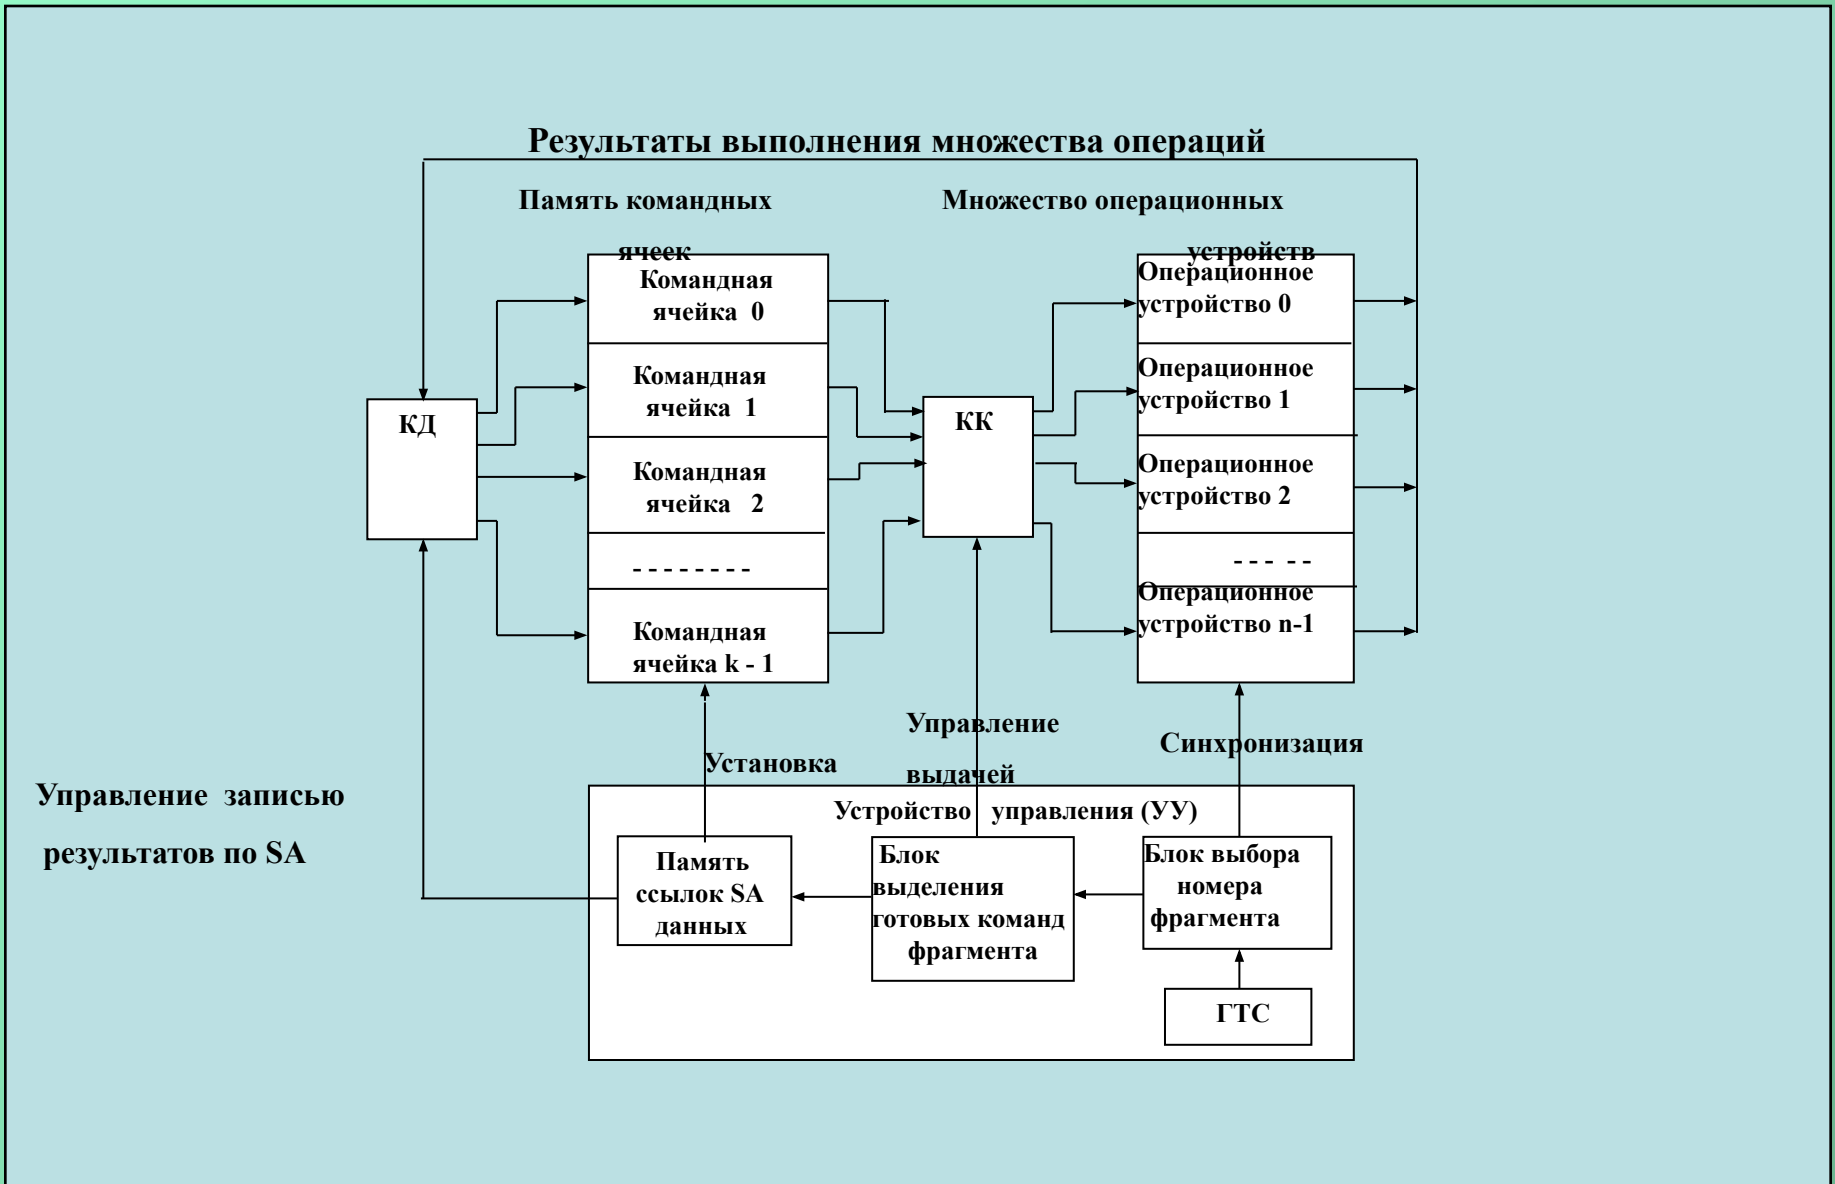 Результаты выполнения множества операций
Память командных
ячеек
Множество операционных
устройств
КД
Командная
ячейка 0
Командная
ячейка 1
Командная
ячейка 2
- - - - - - - -
Командная
ячейка k - 1
КК
Операционное
устройство 0
Операционное
устройство 1
Операционное
устройство 2
- - - - -
Операционное
устройство n-1
Установка
Управление
выдачей
Синхронизация
Управление записью
результатов по SA
Устройство управления (УУ)
Память
ссылок SA
данных
Блок
выделения
готовых команд
фрагмента
Блок выбора
номера
фрагмента
ГТС